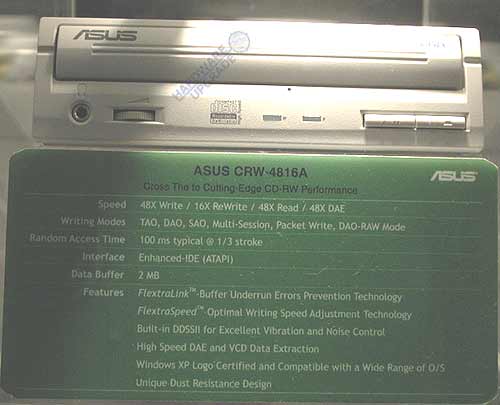 ASUS
HARDWARE
UPGRADE
ASUS CRW-4816A
ASUS
Cross The to Cutting-Edge CD-RW Performance
Speed 48X Write / 16X ReWrite / 48X Read / 48X DAE
Writing Modes TAO, DAO, SAO, Multi-Session, Packet Write, DAO-RAW Mode
Random Access Time 100 ms typical @ 1/3 stroke
Interface Enhanced-IDE (ATAPI)
Data Buffer 2 MB
Features FlextraLink™-Buffer Underrun Errors Prevention Technology
FlextraSpeed™-Optimal Writing Speed Adjustment Technology
Built-in DDSSII for Excellent Vibration and Noise Control
High Speed DAE and VCD Data Extraction
Windows XP Logo Certified and Compatible with a Wide Range of O/S
Unique Dust Resistance Design